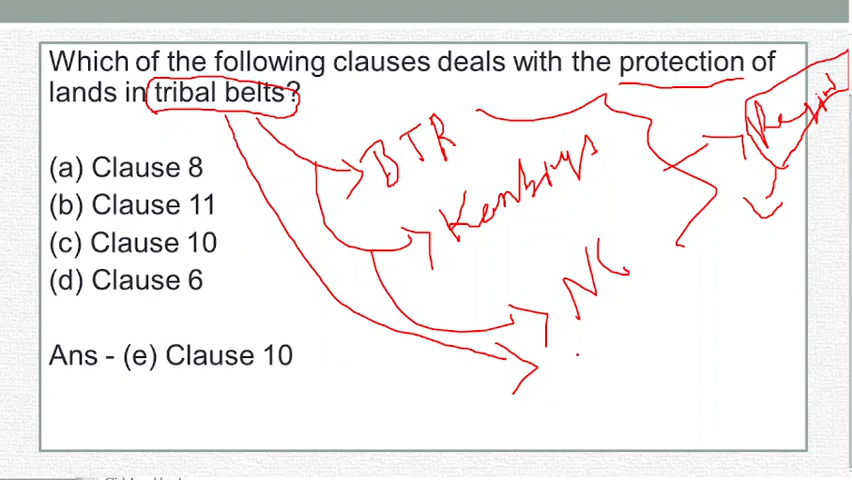 Which of the following clauses deals with the protection of
lands in tribal belts?
BTR
(a) Clause 8
(b) Clause 11
(c) Clause 10
(d) Clause 6
Ans - (e) Clause 10